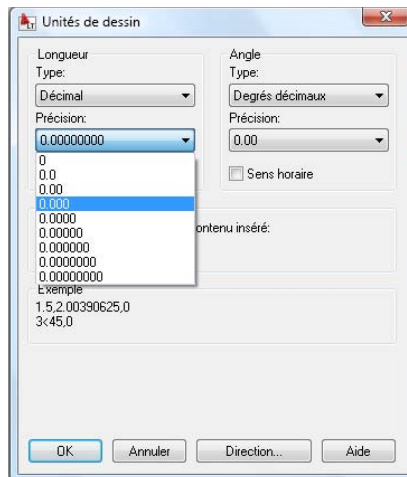 Unités de dessin
Longueur
Type:
Décimal
Précision:
0.00000000
0
0.0
0.00
0.000
0.0000
0.00000
0.000000
0.0000000
0.00000000
Angle
Type:
Degrés décimaux
Précision:
0.00
Sens horaire
ontenu inséré:
Exemple
1.5,2.00390625,0
3<45,0
OK
Annuler
Direction...
Aide